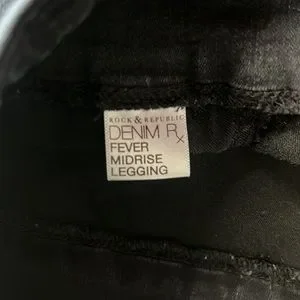 ROCK & REPUBLIC
DENIM Rx
FEVER
MIDRISE
LEGGING